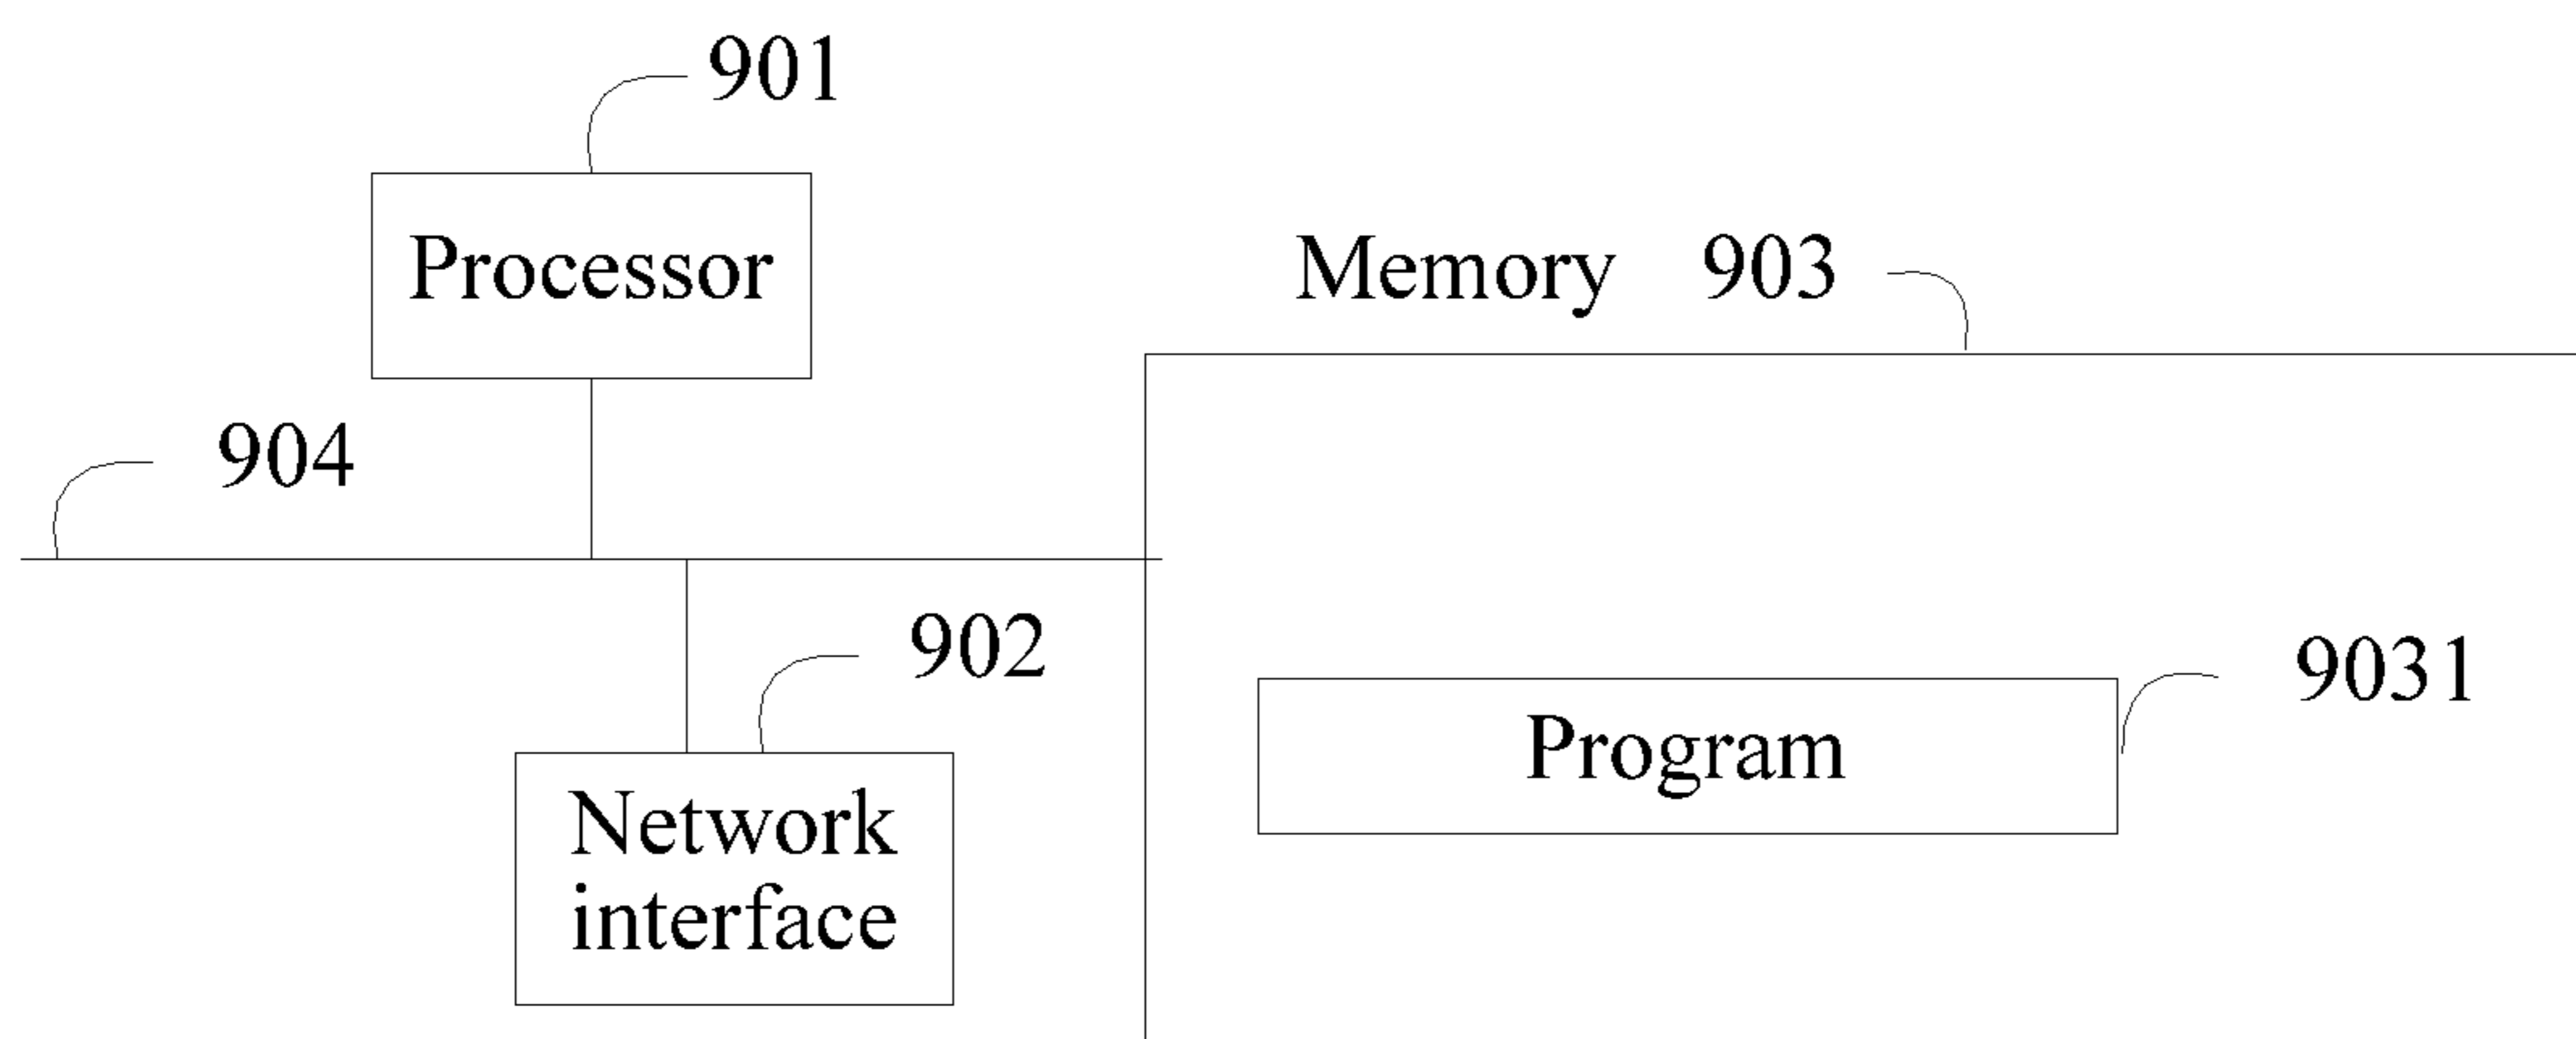 901
Processor
Memory 903
904
902
9031
Program
Network
interface